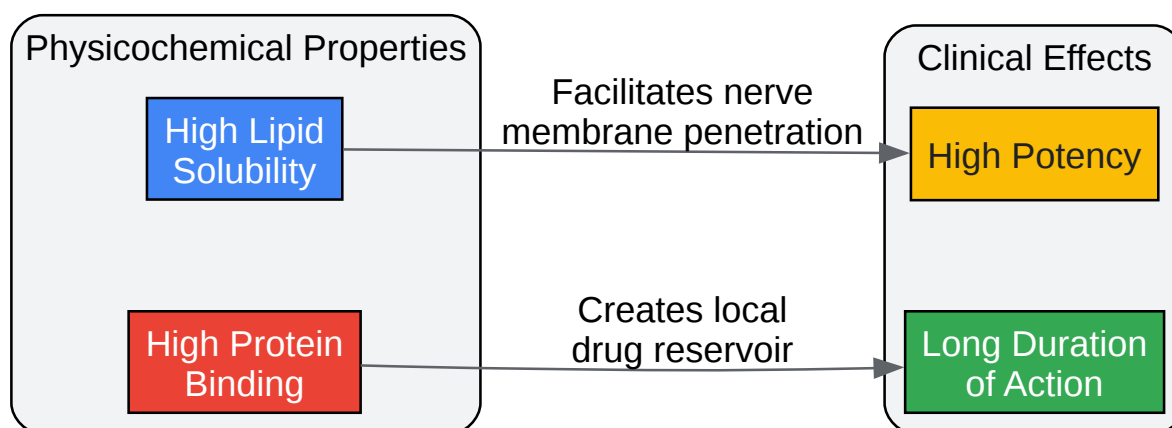 Physicochemical Properties
High Lipid
Solubility
High Protein
Binding
Facilitates nerve
membrane penetration
Creates local
drug reservoir
Clinical Effects
High Potency
Long Duration
of Action